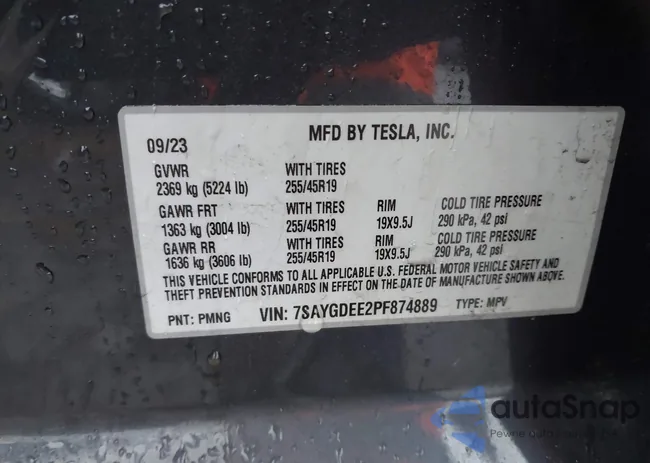 09/23 MFD BY TESLA, INC.
GVWR WITH TIRES
2369 kg (5224 lb) 255/45R19
GAWR FRT WITH TIRES RIM COLD TIRE PRESSURE
1363 kg (3004 lb) 255/45R19 19X9.5J 290 kPa, 42 psi
GAWR RR WITH TIRES RIM COLD TIRE PRESSURE
1636 kg (3606 lb) 255/45R19 19X9.5J 290 kPa, 42 psi
THIS VEHICLE CONFORMS TO ALL APPLICABLE U.S. FEDERAL MOTOR VEHICLE SAFETY AND
THEFT PREVENTION STANDARDS IN EFFECT ON THE DATE OF MANUFACTURE SHOWN ABOVE.
PNT: PMNG VIN: 7SAYGDEE2PF874889 TYPE: MPV
autaSnap
Pewne auto